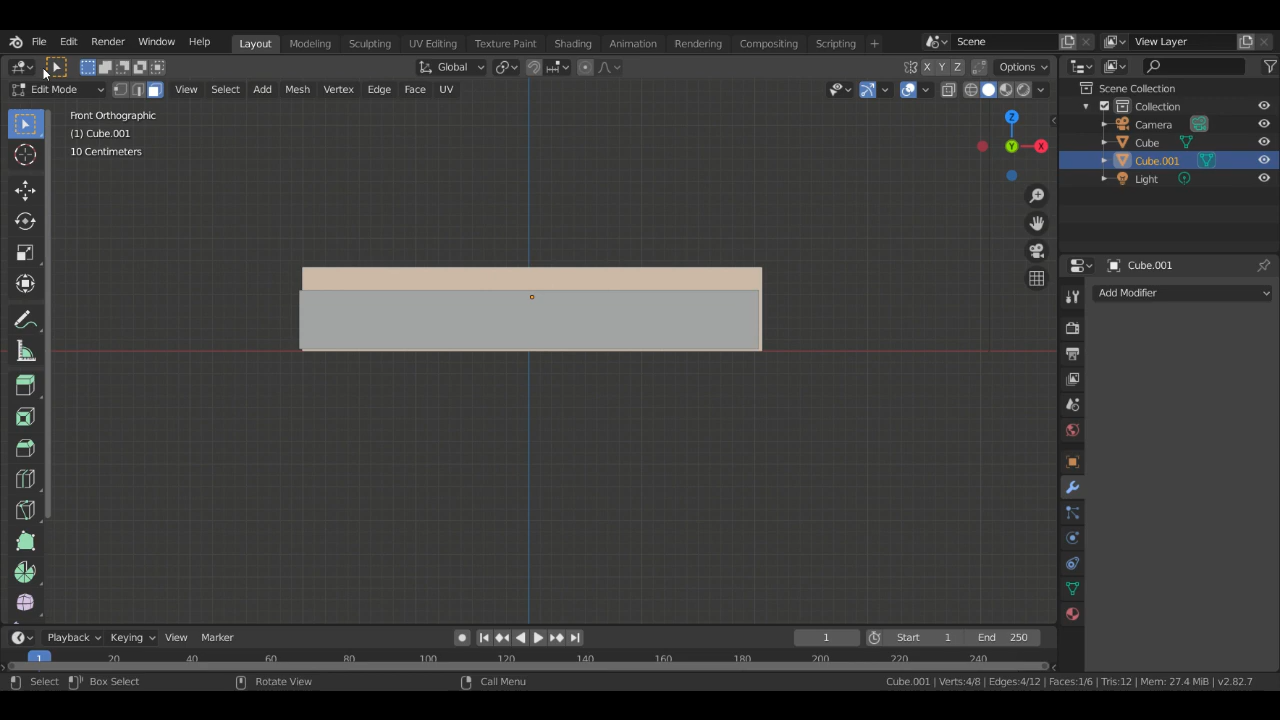 File Edit Render Window Help Layout Modeling Sculpting UV Editing Texture Paint Shading Animation Rendering Compositing Scripting + Scene View Layer
Global X Y Z Options
Edit Mode View Select Add Mesh Vertex Edge Face UV
Scene Collection
Collection
Camera
Cube
Cube.001
Light
Front Orthographic
(1) Cube.001
10 Centimeters
Z
Y
X
Cube.001
Add Modifier
Playback Keying View Marker 1 Start 1 End 250
1 20 40 60 80 100 120 140 160 180 200 220 240
Select Box Select Rotate View Call Menu Cube.001 | Verts:4/8 | Edges:4/12 | Faces:1/6 | Tris:12 | Mem: 27.4 MiB | v2.82.7